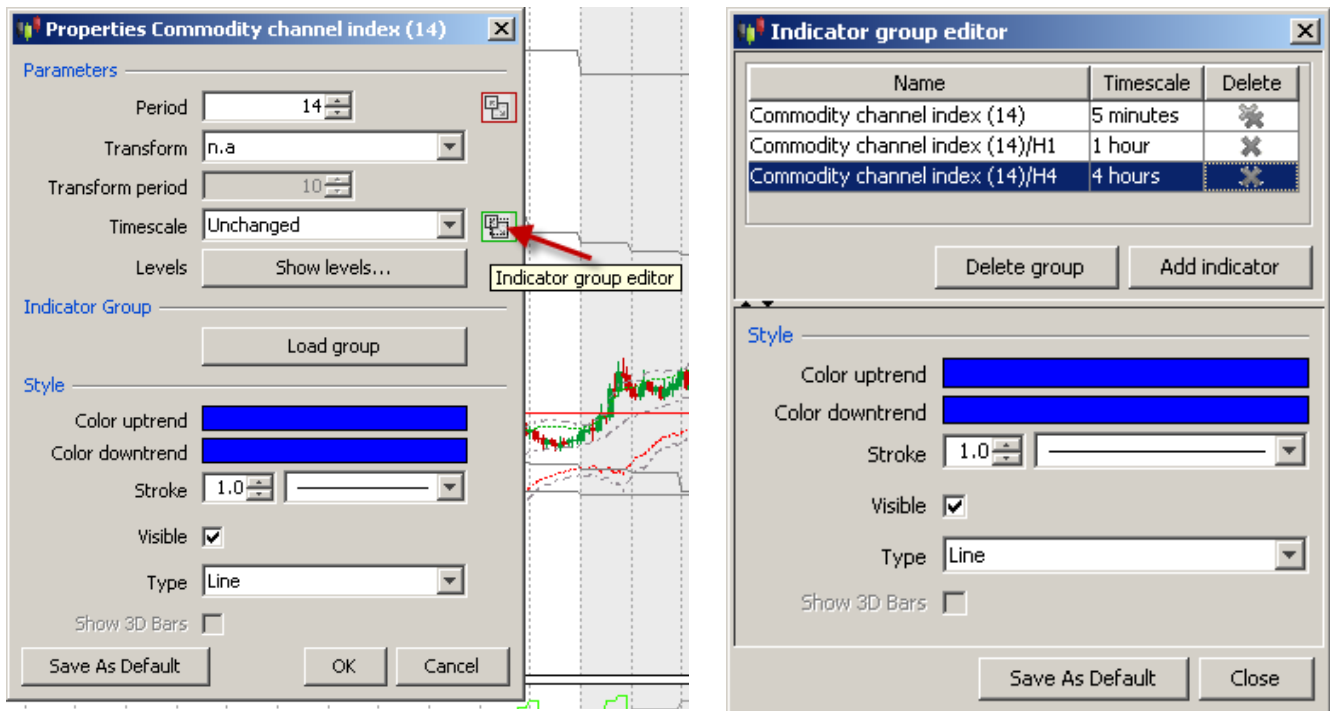 Properties Commodity channel index (14)
Parameters
Period 14
Transform n.a
Transform period 10
Timescale Unchanged
Levels Show levels...
Indicator group editor
Indicator Group
Load group
Style
Color uptrend
Color downtrend
Stroke 1.0
Visible
Type Line
Show 3D Bars
Save As Default OK Cancel
Indicator group editor
Name Timescale Delete
Commodity channel index (14) 5 minutes
Commodity channel index (14)/H1 1 hour
Commodity channel index (14)/H4 4 hours
Delete group Add indicator
Style
Color uptrend
Color downtrend
Stroke 1.0
Visible
Type Line
Show 3D Bars
Save As Default Close